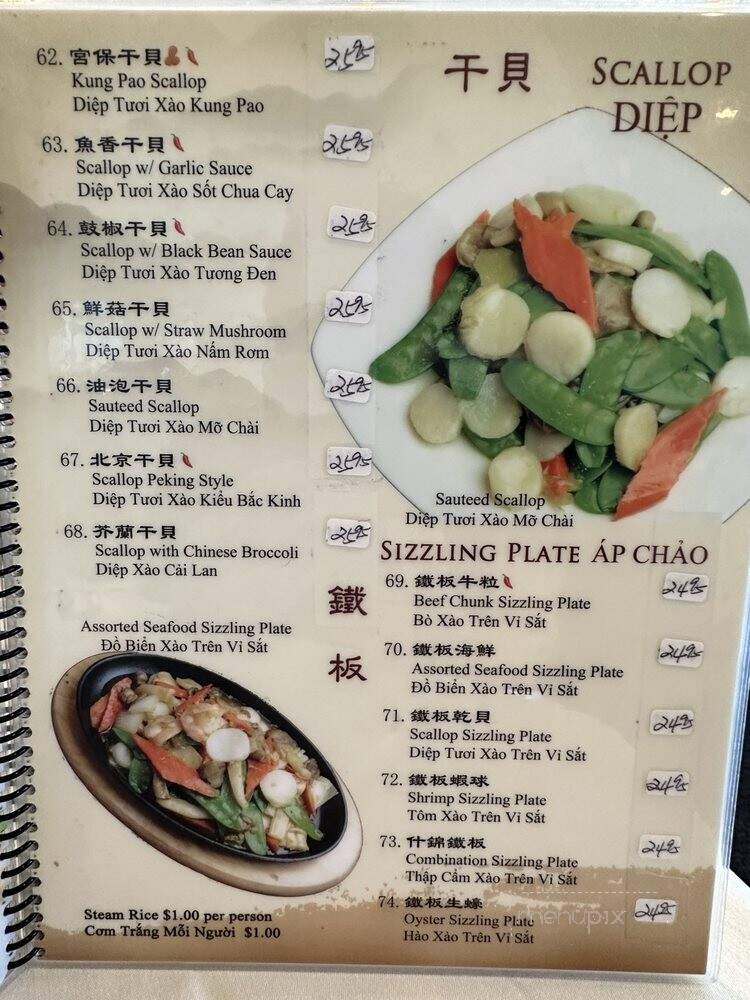 62. 宮保干貝 25.95
Kung Pao Scallop
Diệp Tươi Xào Kung Pao
63. 魚香干貝 25.95
Scallop w/ Garlic Sauce
Diệp Tươi Xào Sốt Chua Cay
64. 鼓椒干貝 25.95
Scallop w/ Black Bean Sauce
Diệp Tươi Xào Tương Đen
65. 鮮菇干貝 25.95
Scallop w/ Straw Mushroom
Diệp Tươi Xào Nấm Rơm
66. 油泡干貝 25.95
Sauteed Scallop
Diệp Tươi Xào Mỡ Chài
67. 北京干貝 25.95
Scallop Peking Style
Diệp Tươi Xào Kiểu Bắc Kinh
68. 芥蘭干貝 25.95
Scallop with Chinese Broccoli
Diệp Xào Cải Lan
Assorted Seafood Sizzling Plate
Đồ Biển Xào Trên Vỉ Sắt
Steam Rice $1.00 per person
Cơm Trắng Mỗi Người $1.00
干貝 SCALLOP
DIỆP
Sauteed Scallop
Diệp Tươi Xào Mỡ Chài
SIZZLING PLATE ÁP CHẢO
鐵板
69. 鐵板牛粒 24.95
Beef Chunk Sizzling Plate
Bò Xào Trên Vỉ Sắt
70. 鐵板海鮮 24.95
Assorted Seafood Sizzling Plate
Đồ Biển Xào Trên Vỉ Sắt
71. 鐵板乾貝 24.95
Scallop Sizzling Plate
Diệp Tươi Xào Trên Vỉ Sắt
72. 鐵板蝦球 24.95
Shrimp Sizzling Plate
Tôm Xào Trên Vỉ Sắt
73. 什錦鐵板 24.95
Combination Sizzling Plate
Thập Cẩm Xào Trên Vỉ Sắt
74. 鐵板生蠔 24.95
Oyster Sizzling Plate
Hào Xào Trên Vỉ Sắt
menupix